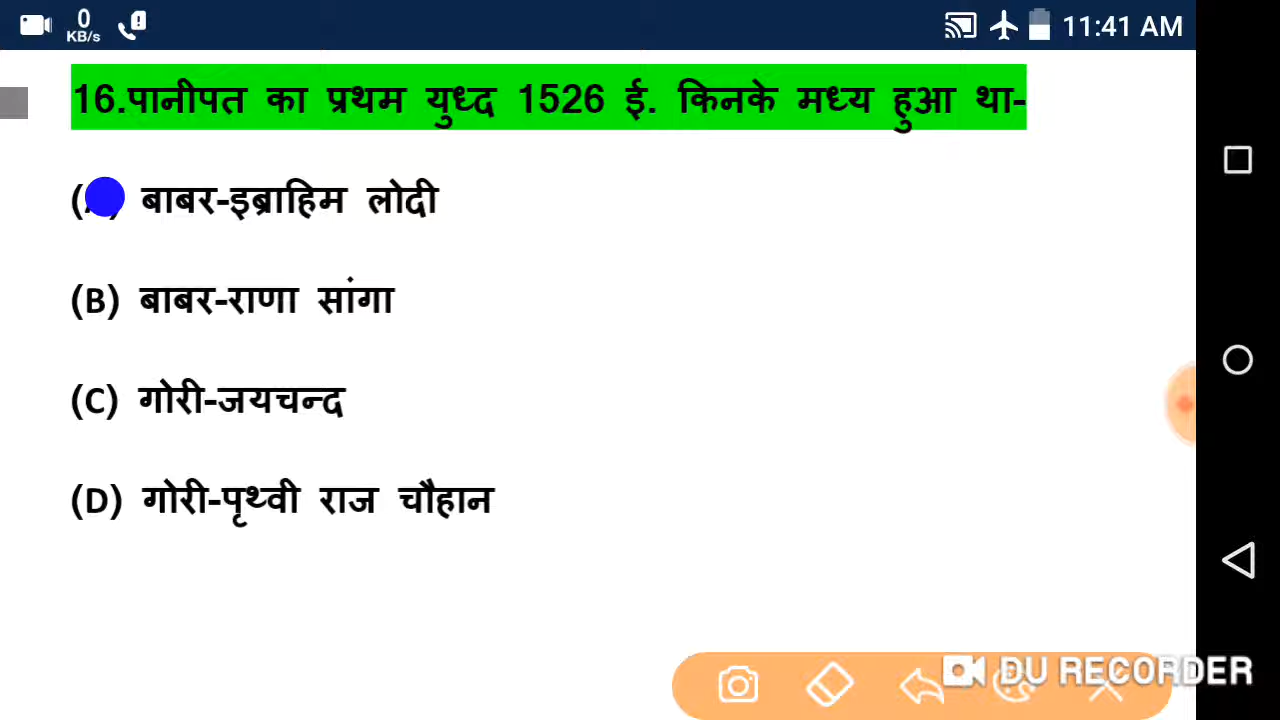 0
KB/s
11:41 AM
16.पानीपत का प्रथम युध्द 1526 ई. किनके मध्य हुआ था-
बाबर-इब्राहिम लोदी
(B) बाबर-राणा सांगा
(C) गोरी-जयचन्द
(D) गोरी-पृथ्वी राज चौहान
DU RECORDER